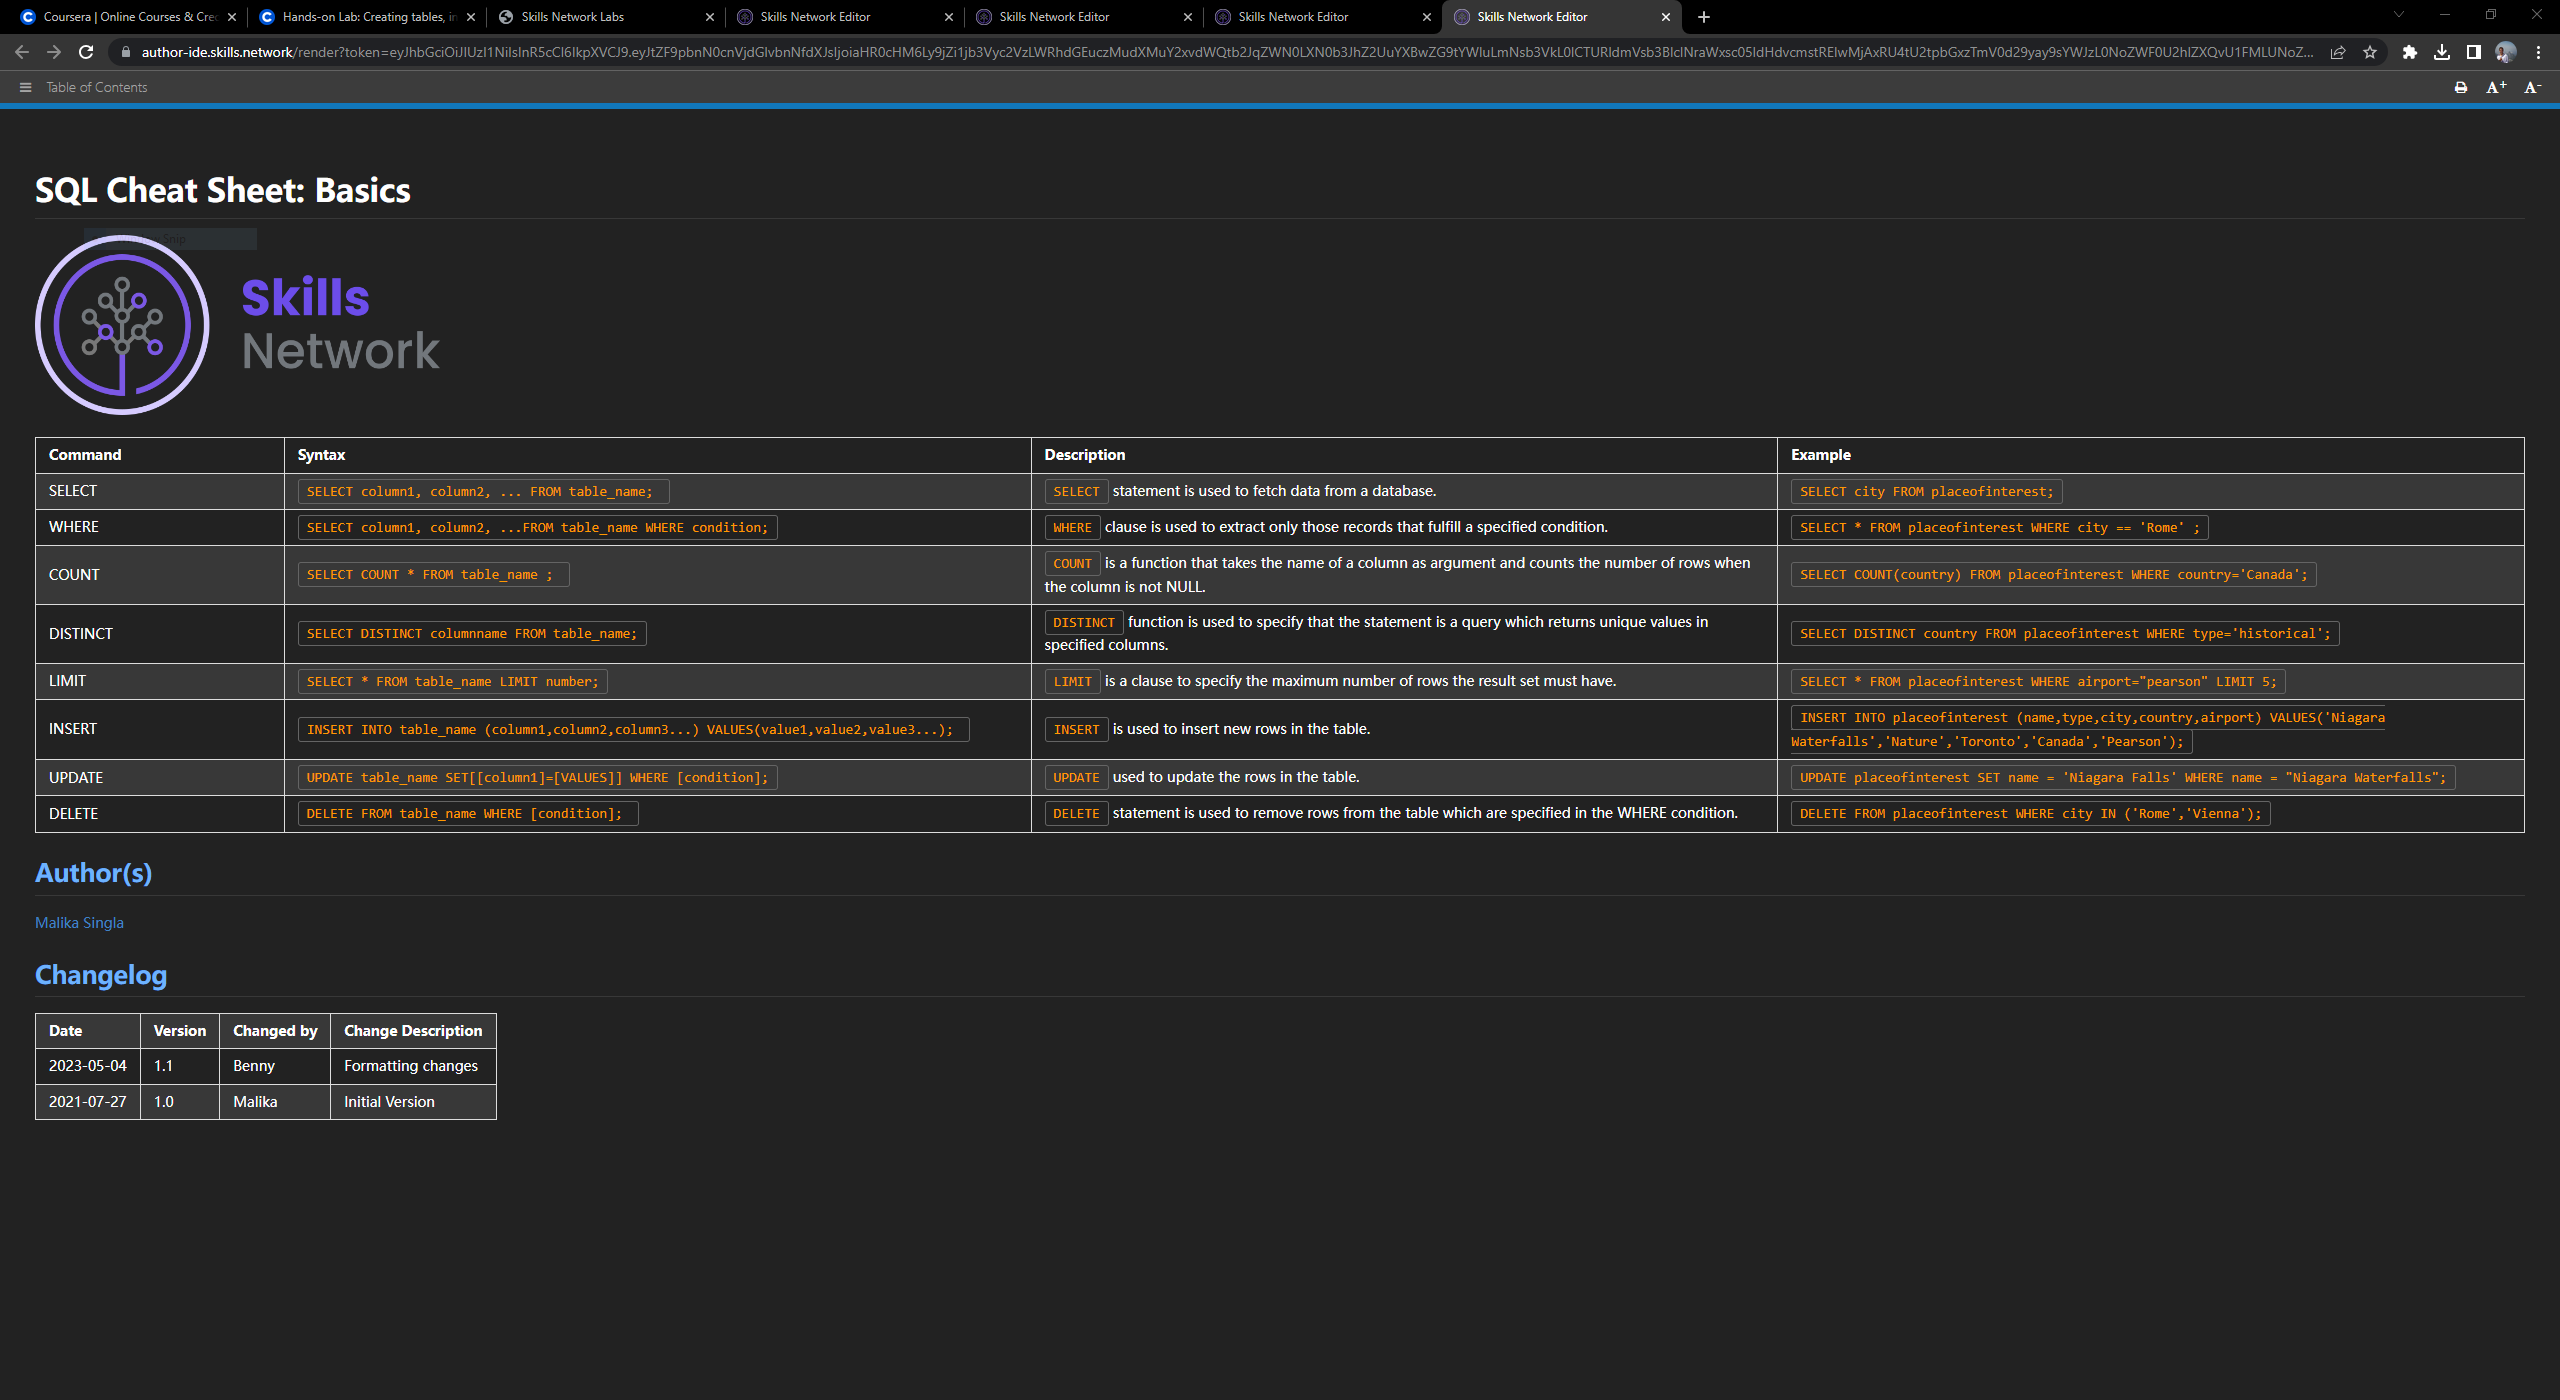 Coursera | Online Courses & Cre
Hands-on Lab: Creating tables, in
Skills Network Labs
Skills Network Editor
Skills Network Editor
Skills Network Editor
Skills Network Editor
Table of Contents
A+
A-
SQL Cheat Sheet: Basics
Snip
Skills
Network
Command Syntax Description Example
SELECT SELECT column1, column2, ... FROM table_name; SELECT statement is used to fetch data from a database. SELECT city FROM placeofinterest;
WHERE SELECT column1, column2, ...FROM table_name WHERE condition; WHERE clause is used to extract only those records that fulfill a specified condition. SELECT * FROM placeofinterest WHERE city == 'Rome' ;
COUNT SELECT COUNT * FROM table_name ; COUNT is a function that takes the name of a column as argument and counts the number of rows when
the column is not NULL. SELECT COUNT(country) FROM placeofinterest WHERE country='Canada';
DISTINCT SELECT DISTINCT columnname FROM table_name; DISTINCT function is used to specify that the statement is a query which returns unique values in
specified columns. SELECT DISTINCT country FROM placeofinterest WHERE type='historical';
LIMIT SELECT * FROM table_name LIMIT number; LIMIT is a clause to specify the maximum number of rows the result set must have. SELECT * FROM placeofinterest WHERE airport="pearson" LIMIT 5;
INSERT INSERT INTO table_name (column1,column2,column3...) VALUES(value1,value2,value3...); INSERT is used to insert new rows in the table. INSERT INTO placeofinterest (name,type,city,country,airport) VALUES('Niagara
Waterfalls','Nature','Toronto','Canada','Pearson');
UPDATE UPDATE table_name SET[[column1]=[VALUES]] WHERE [condition]; UPDATE used to update the rows in the table. UPDATE placeofinterest SET name = 'Niagara Falls' WHERE name = "Niagara Waterfalls";
DELETE DELETE FROM table_name WHERE [condition]; DELETE statement is used to remove rows from the table which are specified in the WHERE condition. DELETE FROM placeofinterest WHERE city IN ('Rome','Vienna');
Author(s)
Malika Singla
Changelog
Date Version Changed by Change Description
2023-05-04 1.1 Benny Formatting changes
2021-07-27 1.0 Malika Initial Version